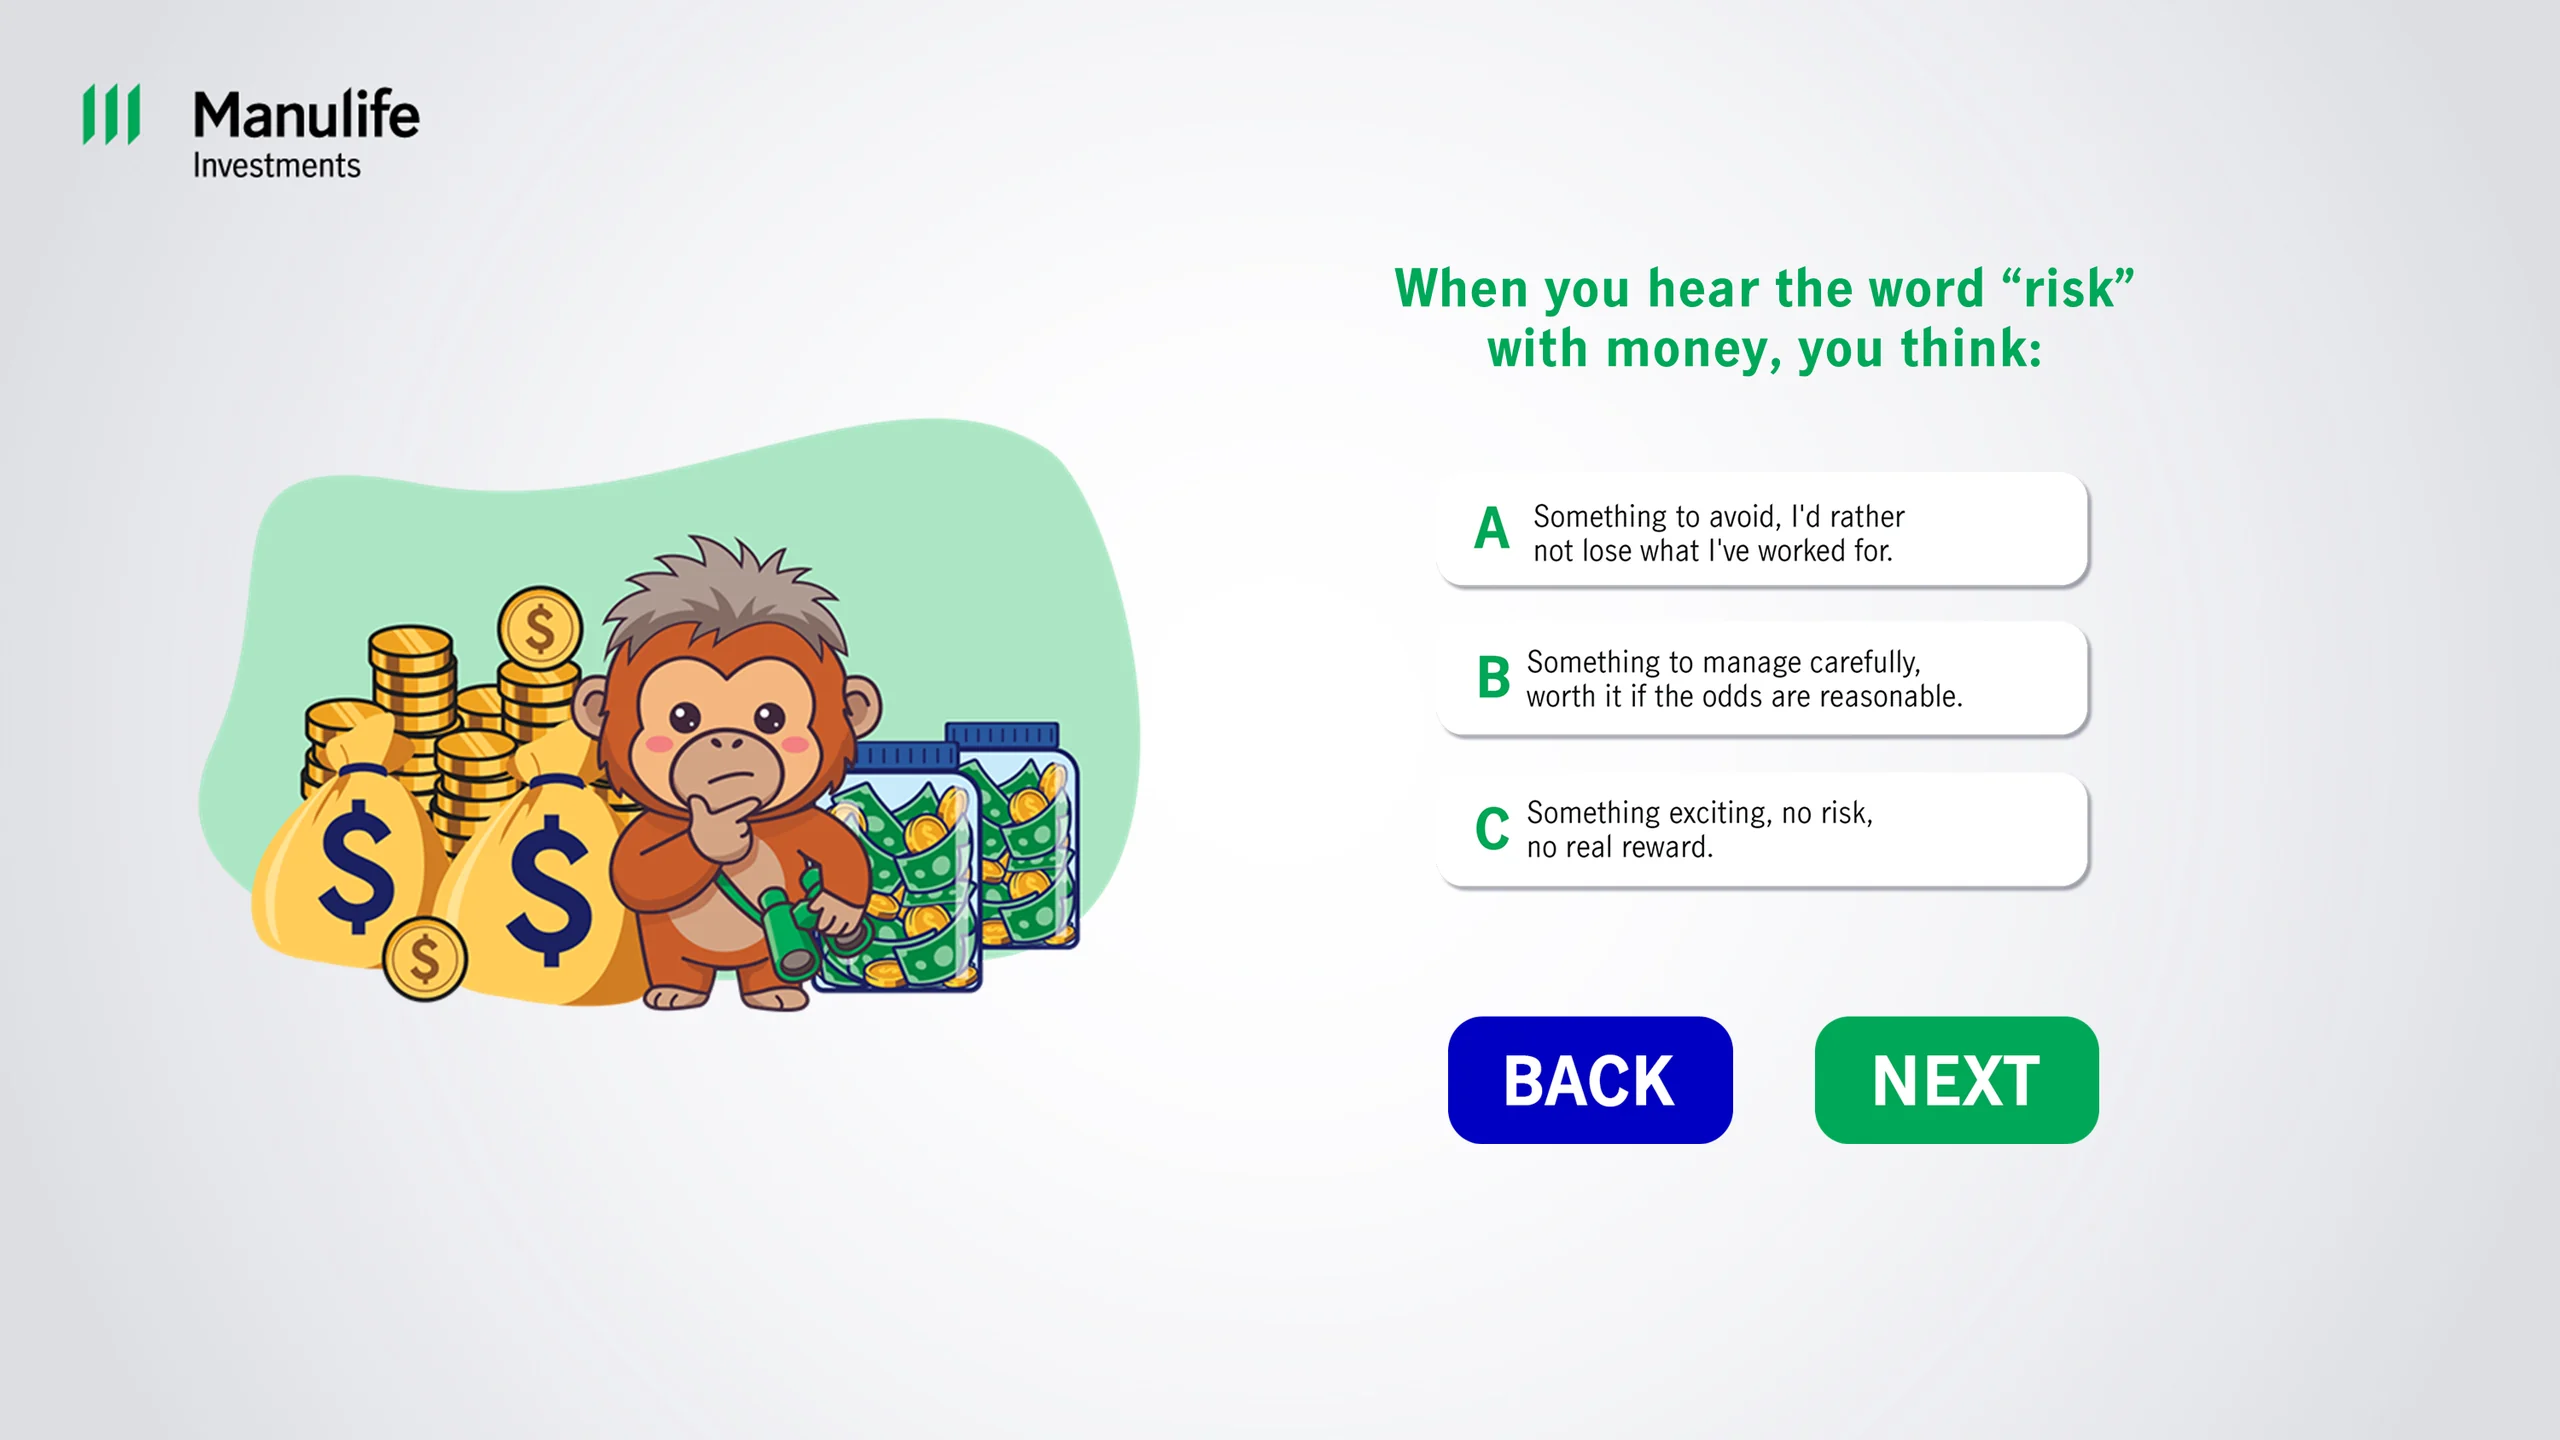 Manulife
Investments
When you hear the word “risk”
with money, you think:
A
Something to avoid, I'd rather
not lose what I've worked for.
B
Something to manage carefully,
worth it if the odds are reasonable.
C
Something exciting, no risk,
no real reward.
BACK
NEXT
$
$
$
$